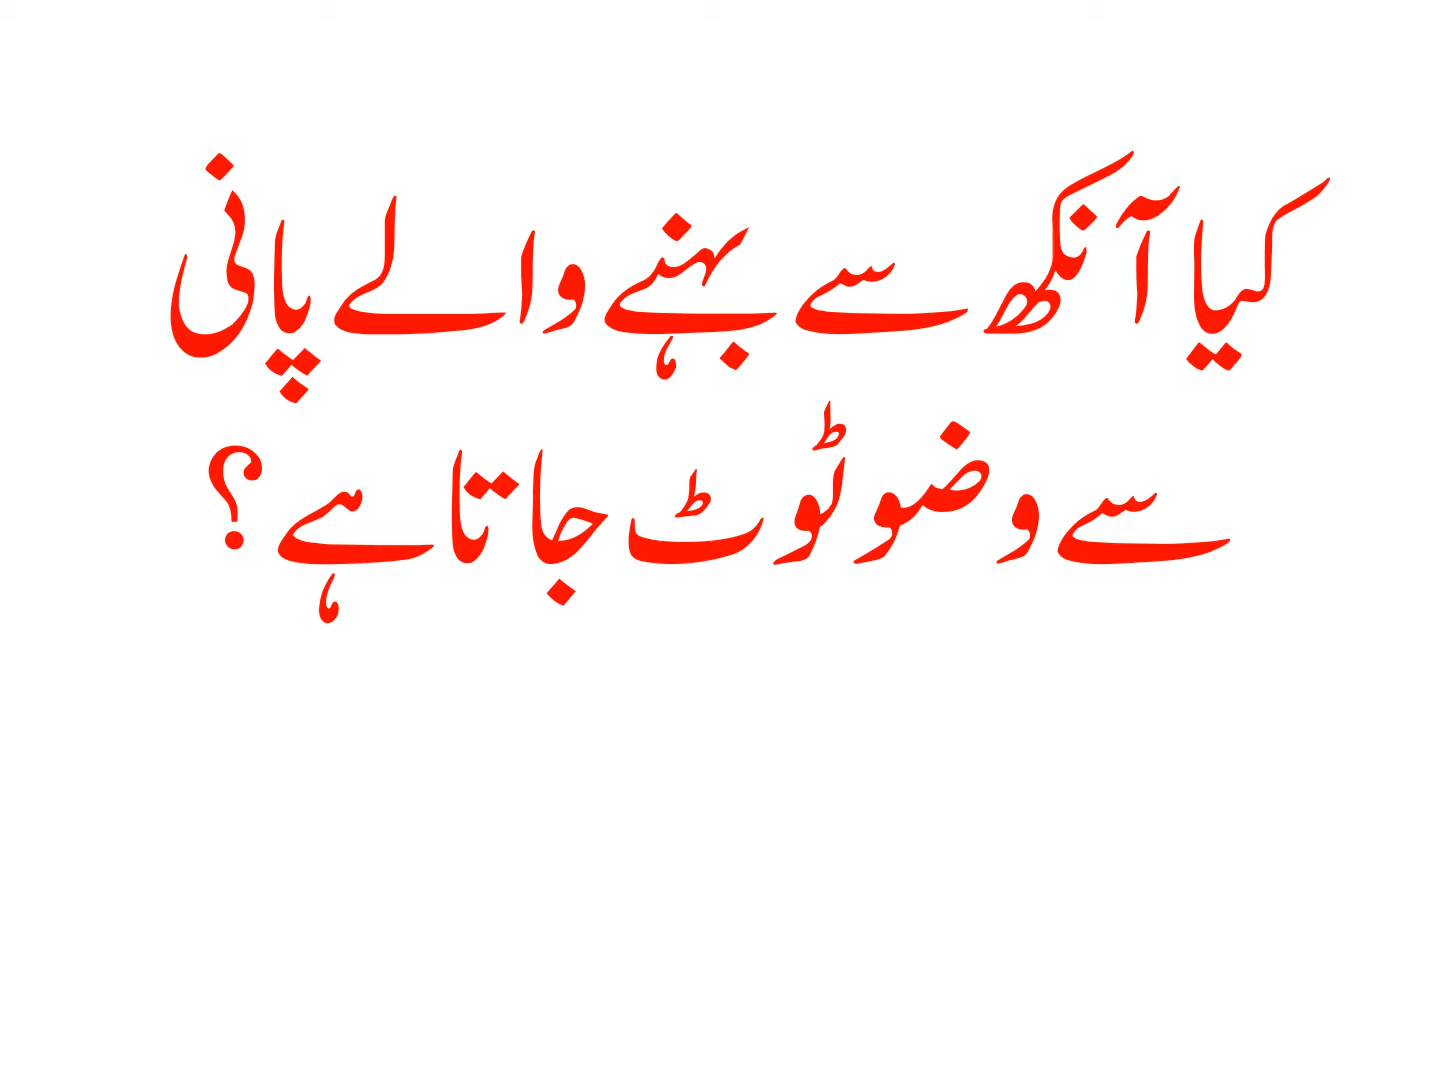 کیا آنکھ سے بہنے والے پانی
سے وضو ٹوٹ جاتا ہے ؟